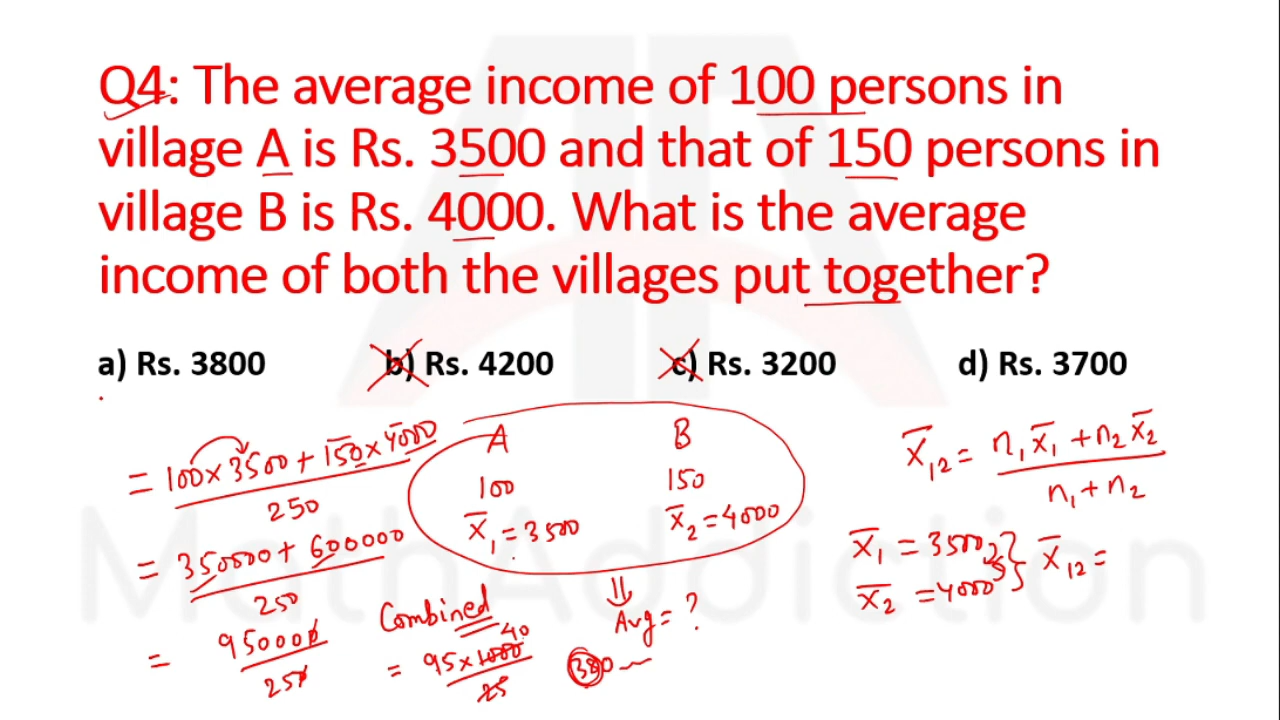 Q4: The average income of 100 persons in
village A is Rs. 3500 and that of 150 persons in
village B is Rs. 4000. What is the average
income of both the villages put together?
a) Rs. 3800 b) Rs. 4200 c) Rs. 3200 d) Rs. 3700
= 100 x 3500 + 150 x 4000
250
= 350000 + 600000
250
= 950000
250
Combined
= 95 x 1000 40
25
380
A B
100 150
x̄₁ = 3500 x̄₂ = 4000
⇓
Avg = ?
x̄₁₂ = n₁x̄₁ + n₂x̄₂
n₁ + n₂
x̄₁ = 3500
x̄₂ = 4000 } x̄₁₂ =
MathAddiction